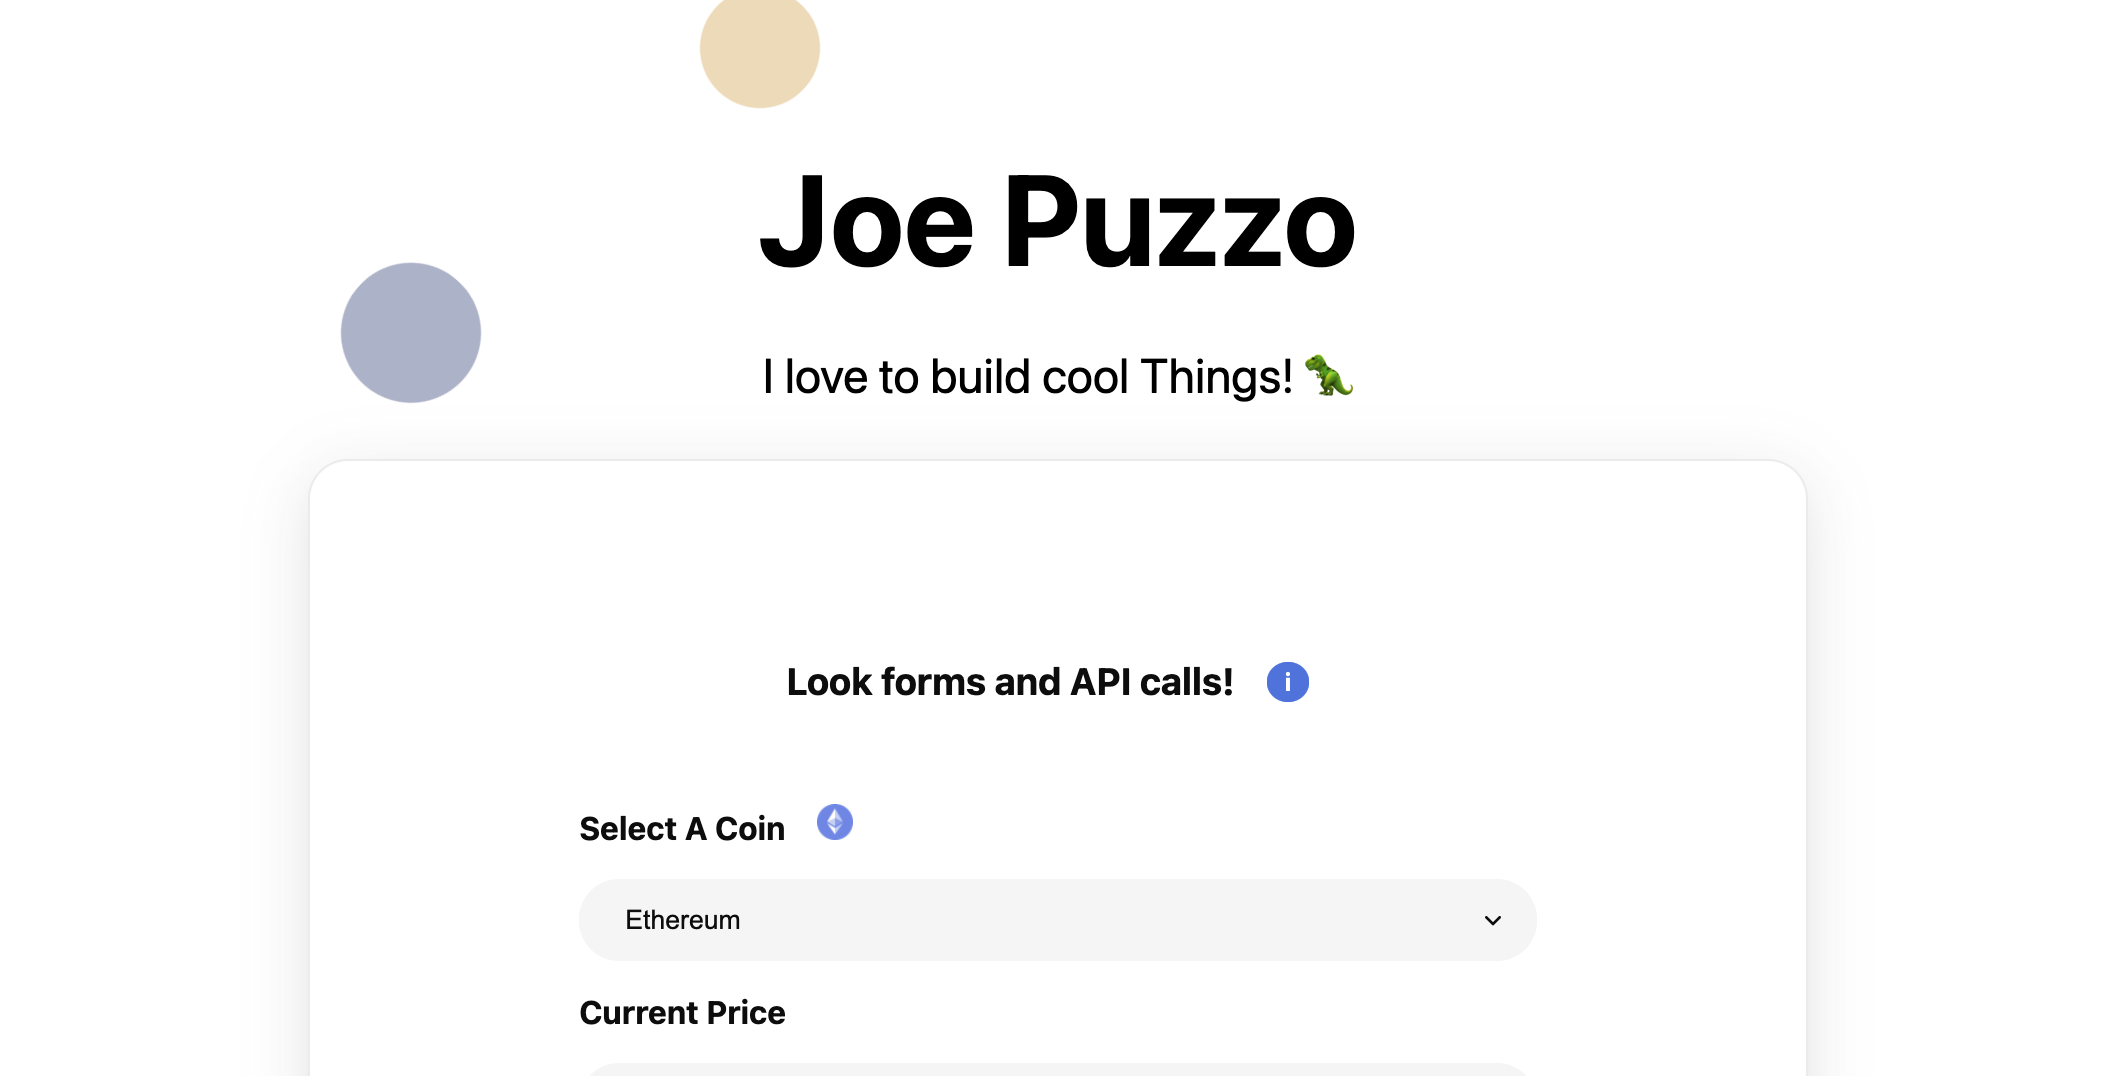 Joe Puzzo
I love to build cool Things! 🦖
Look forms and API calls! i
Select A Coin
Ethereum
Current Price